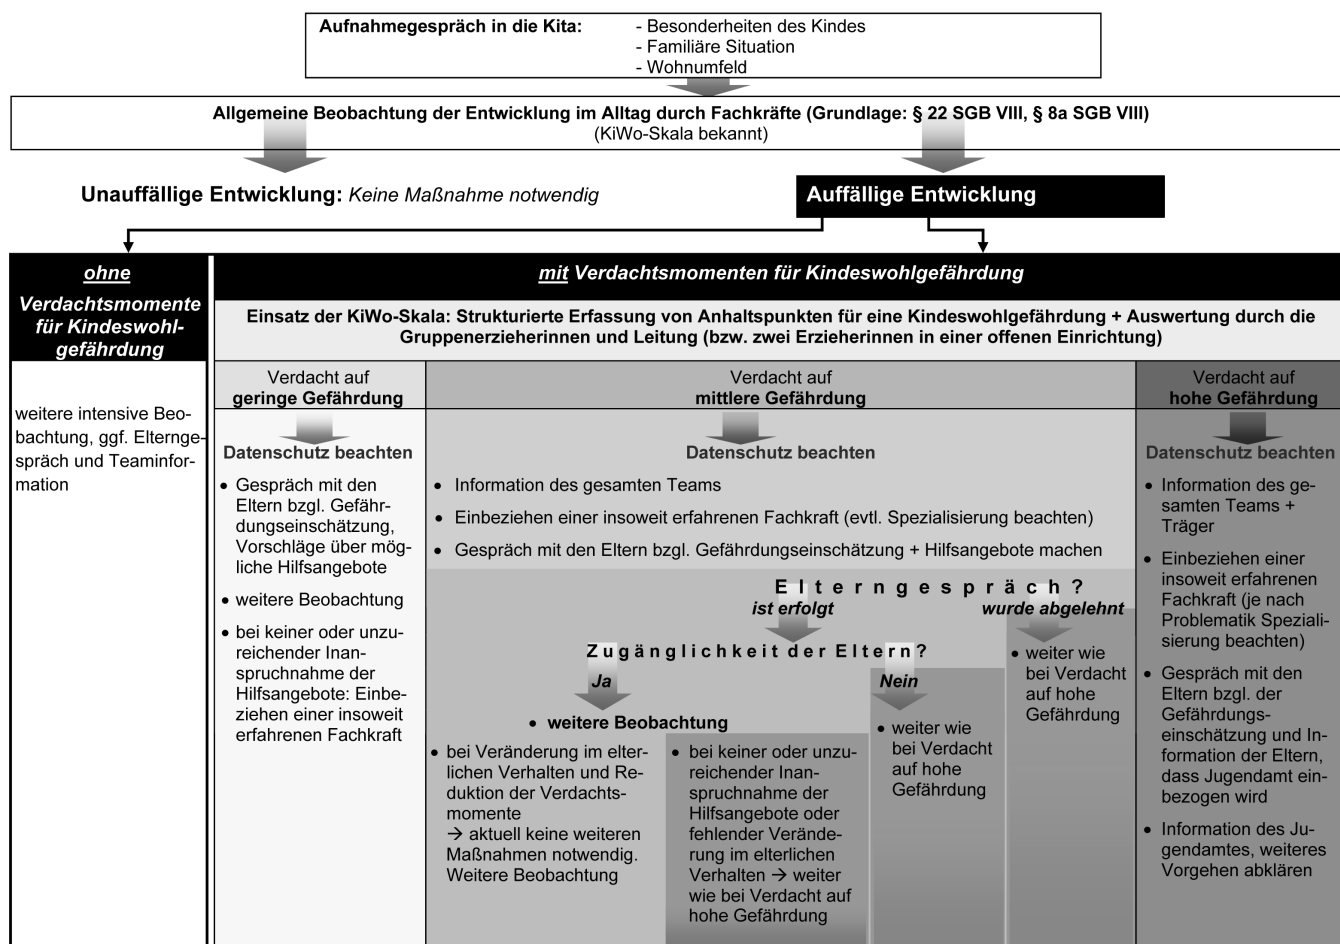 Aufnahmegespräch in die Kita:
- Besonderheiten des Kindes
- Familiäre Situation
- Wohnumfeld
Allgemeine Beobachtung der Entwicklung im Alltag durch Fachkräfte (Grundlage: § 22 SGB VIII, § 8a SGB VIII)
(KiWo-Skala bekannt)
Unauffällige Entwicklung: Keine Maßnahme notwendig
Auffällige Entwicklung
ohne
Verdachtsmomente
für Kindeswohl-
gefährdung
weitere intensive Beo-
bachtung, ggf. Elternge-
spräch und Teaminfor-
mation
mit Verdachtsmomenten für Kindeswohlgefährdung
Einsatz der KiWo-Skala: Strukturierte Erfassung von Anhaltspunkten für eine Kindeswohlgefährdung + Auswertung durch die
Gruppenerzieherinnen und Leitung (bzw. zwei Erzieherinnen in einer offenen Einrichtung)
Verdacht auf
geringe Gefährdung
Datenschutz beachten
• Gespräch mit den
Eltern bzgl. Gefähr-
dungseinschätzung,
Vorschläge über mög-
liche Hilfsangebote
• weitere Beobachtung
• bei keiner oder unzu-
reichender Inan-
spruchnahme der
Hilfsangebote: Einbe-
ziehen einer insoweit
erfahrenen Fachkraft
Verdacht auf
mittlere Gefährdung
Datenschutz beachten
• Information des gesamten Teams
• Einbeziehen einer insoweit erfahrenen Fachkraft (evtl. Spezialisierung beachten)
• Gespräch mit den Eltern bzgl. Gefährdungseinschätzung + Hilfsangebote machen
Elterngespräch?
ist erfolgt
wurde abgelehnt
Zugänglichkeit der Eltern?
Ja
Nein
• weitere Beobachtung
• bei Veränderung im elter-
lichen Verhalten und Re-
duktion der Verdachts-
momente
→ aktuell keine weiteren
Maßnahmen notwendig.
Weitere Beobachtung
• bei keiner oder unzu-
reichender Inan-
spruchnahme der
Hilfsangebote oder
fehlender Verände-
rung im elterlichen
Verhalten → weiter
wie bei Verdacht auf
hohe Gefährdung
• weiter wie
bei Verdacht
auf hohe
Gefährdung
• weiter wie
bei Verdacht
auf hohe
Gefährdung
Verdacht auf
hohe Gefährdung
Datenschutz beachten
• Information des ge-
samten Teams +
Träger
• Einbeziehen einer
insoweit erfahrenen
Fachkraft (je nach
Problematik Speziali-
sierung beachten)
• Gespräch mit den
Eltern bzgl. der
Gefährdungs-
einschätzung und In-
formation der Eltern,
dass Jugendamt ein-
bezogen wird
• Information des Ju-
gendamtes, weiteres
Vorgehen abklären